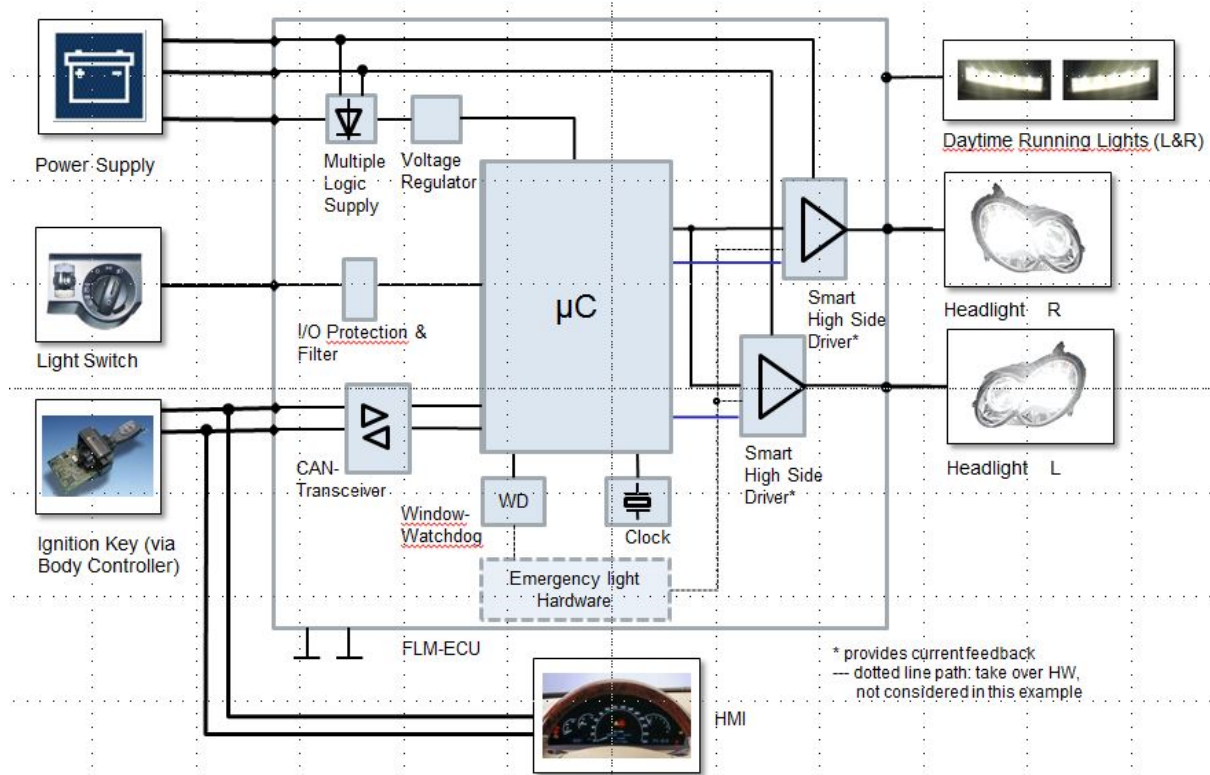 Power Supply
Multiple
Logic
Supply
Voltage
Regulator
Daytime Running Lights (L&R)
Light Switch
I/O Protection &
Filter
µC
Smart
High Side
Driver*
Headlight R
Ignition Key (via
Body Controller)
CAN-
Transceiver
Window-
Watchdog
WD
Clock
Smart
High Side
Driver*
Headlight L
Emergency light
Hardware
FLM-ECU
* provides current feedback
--- dotted line path: take over HW,
not considered in this example
HMI